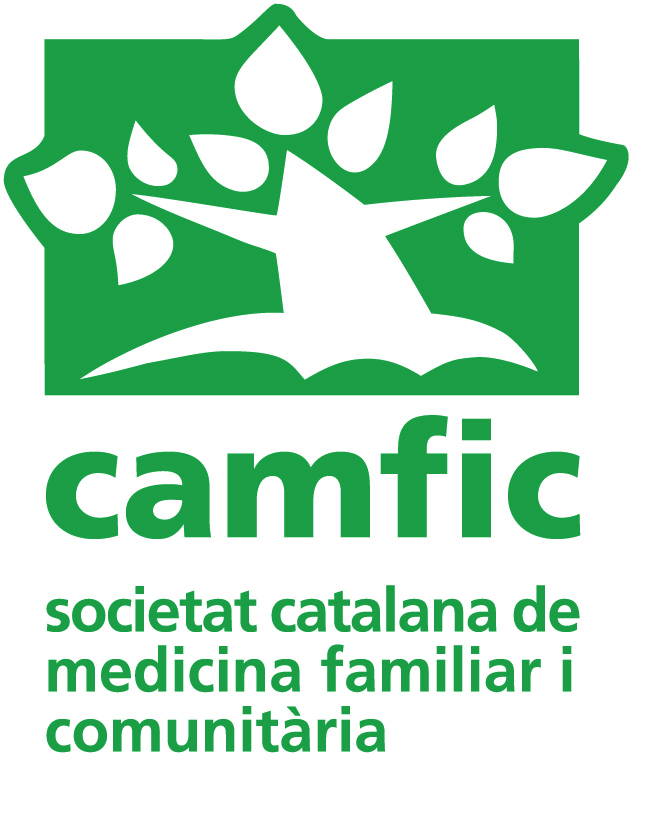 camfic
societat catalana de
medicina familiar i
comunitària